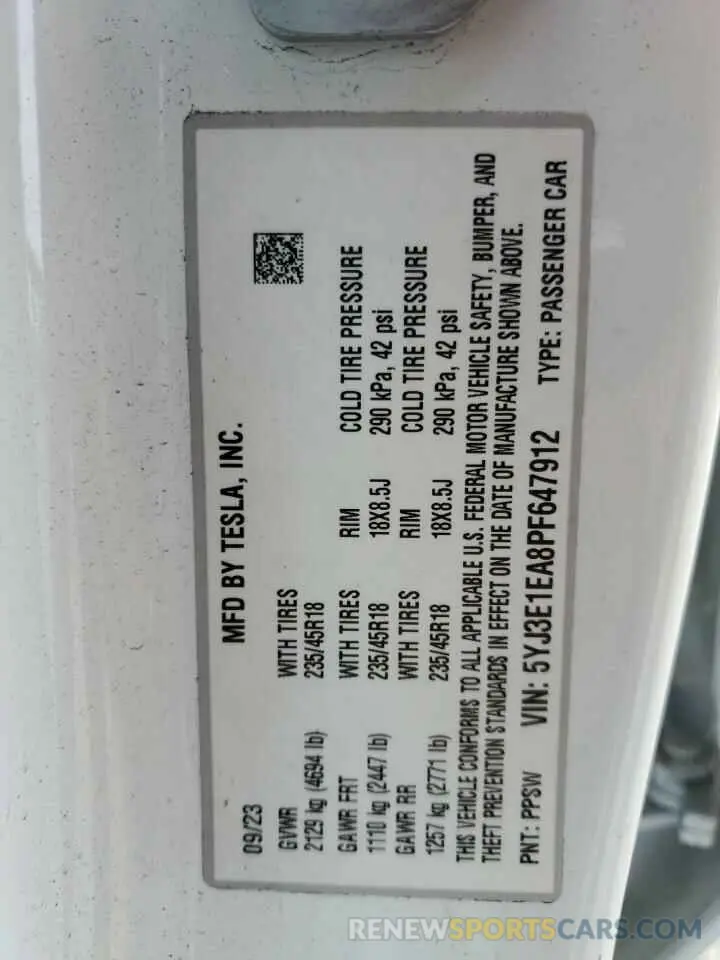 MFD BY TESLA, INC.
09/23
GVWR WITH TIRES
2129 kg (4694 lb) 235/45R18
GAWR FRT WITH TIRES RIM COLD TIRE PRESSURE
1110 kg (2447 lb) 235/45R18 18X8.5J 290 kPa, 42 psi
GAWR RR WITH TIRES RIM COLD TIRE PRESSURE
1257 kg (2771 lb) 235/45R18 18X8.5J 290 kPa, 42 psi
THIS VEHICLE CONFORMS TO ALL APPLICABLE U.S. FEDERAL MOTOR VEHICLE SAFETY, BUMPER, AND
THEFT PREVENTION STANDARDS IN EFFECT ON THE DATE OF MANUFACTURE SHOWN ABOVE.
PNT: PPSW VIN: 5YJ3E1EA8PF647912 TYPE: PASSENGER CAR
RENEWSPORTSCARS.COM